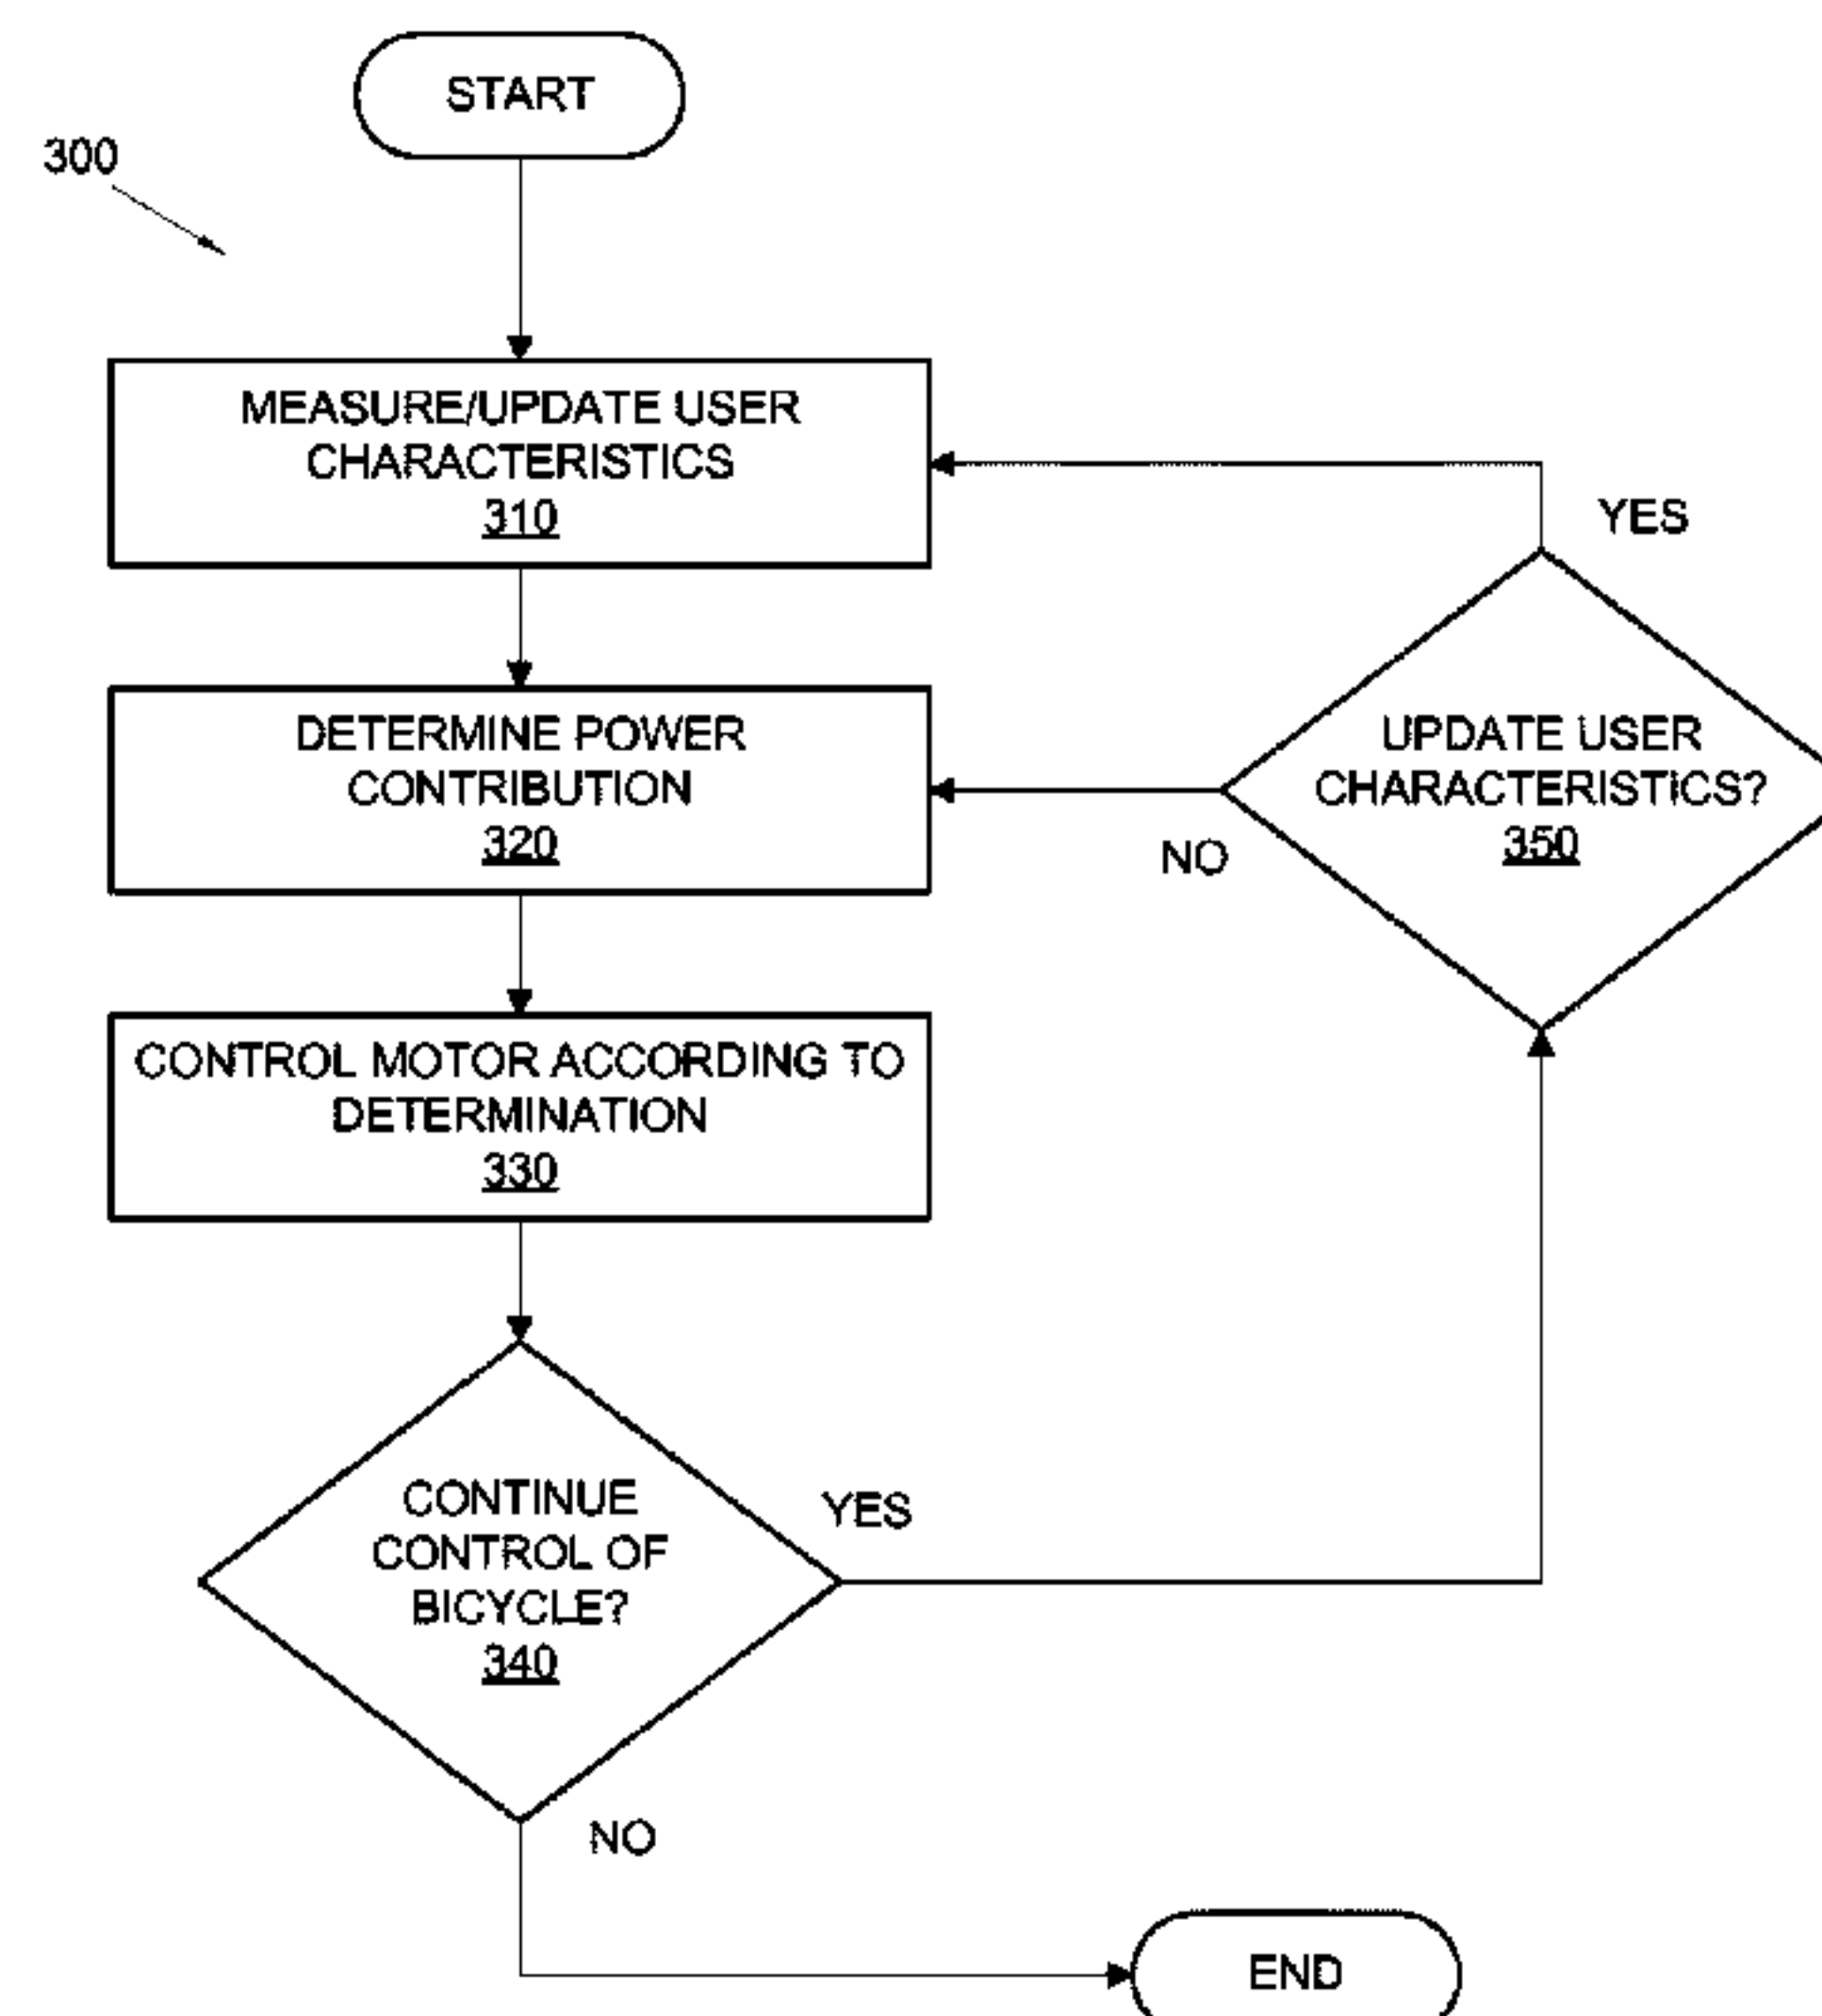 START
300
MEASURE/UPDATE USER
CHARACTERISTICS
310
YES
DETERMINE POWER
CONTRIBUTION
320
UPDATE USER
CHARACTERISTICS?
350
NO
CONTROL MOTOR ACCORDING TO
DETERMINATION
330
CONTINUE
CONTROL OF
BICYCLE?
340
YES
NO
END